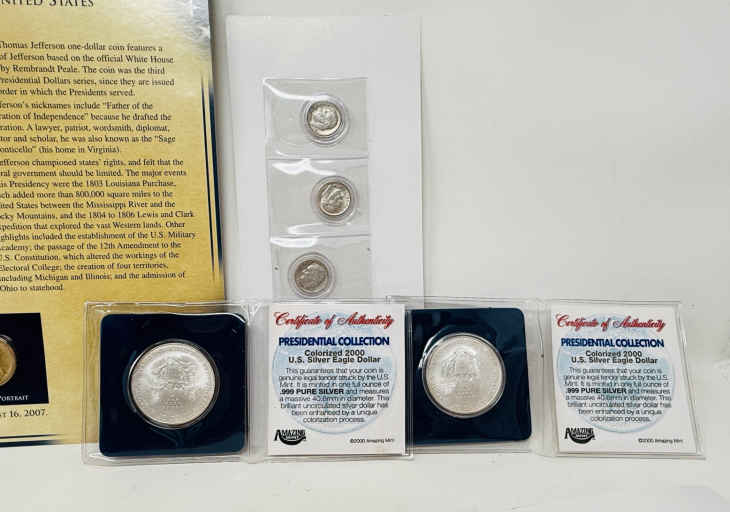 UNITED STATES
Thomas Jefferson one-dollar coin features a
of Jefferson based on the official White House
by Rembrandt Peale. The coin was the third
Presidential Dollars series, since they are issued
order in which the Presidents served.
fferson's nicknames include “Father of the
ration of Independence” because he drafted the
ration. A lawyer, patriot, wordsmith, diplomat,
tor and scholar, he was also known as the “Sage
onticello” (his home in Virginia).
efferson championed states' rights, and felt that the
eral government should be limited. The major events
his Presidency were the 1803 Louisiana Purchase,
ich added more than 800,000 square miles to the
ited States between the Mississippi River and the
cky Mountains, and the 1804 to 1806 Lewis and Clark
xpedition that explored the vast Western lands. Other
ighlights included the establishment of the U.S. Military
Academy; the passage of the 12th Amendment to the
U.S. Constitution, which altered the workings of the
Electoral College; the creation of four territories,
including Michigan and Illinois; and the admission of
Ohio to statehood.
PORTRAIT
ST 16, 2007.
Certificate of Authenticity
PRESIDENTIAL COLLECTION
Colorized 2000
U.S. Silver Eagle Dollar
This guarantees that your coin is
genuine legal tender struck by the U.S.
Mint. It is minted in one full ounce of
.999 PURE SILVER and measures
a massive 40.6mm in diameter. This
brilliant uncirculated silver dollar has
been enhanced by a unique
colorization process.
AMAZING
©2000 Amazing Mint
Certificate of Authenticity
PRESIDENTIAL COLLECTION
Colorized 2000
U.S. Silver Eagle Dollar
This guarantees that your coin is
genuine legal tender struck by the U.S.
Mint. It is minted in one full ounce of
.999 PURE SILVER and measures
a massive 40.6mm in diameter. This
brilliant uncirculated silver dollar has
been enhanced by a unique
colorization process.
AMAZING
©2000 Amazing Mint